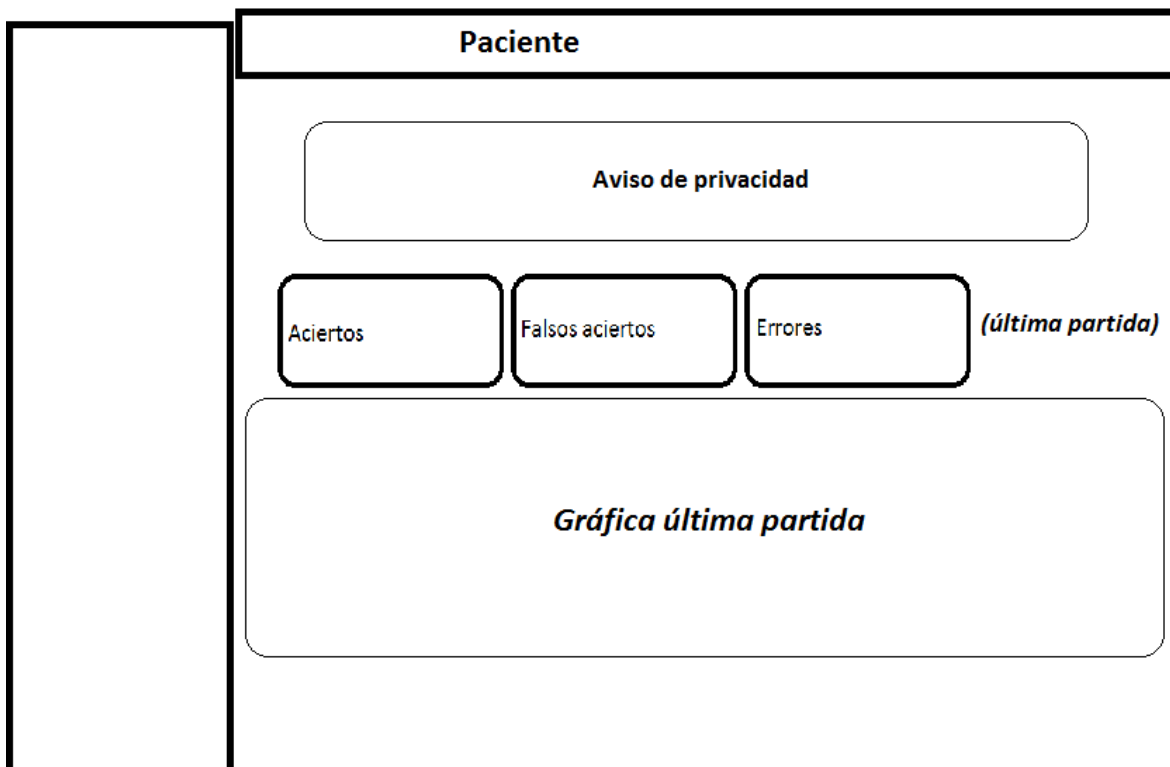 Paciente
Aviso de privacidad
Aciertos
Falsos aciertos
Errores
(última partida)
Gráfica última partida